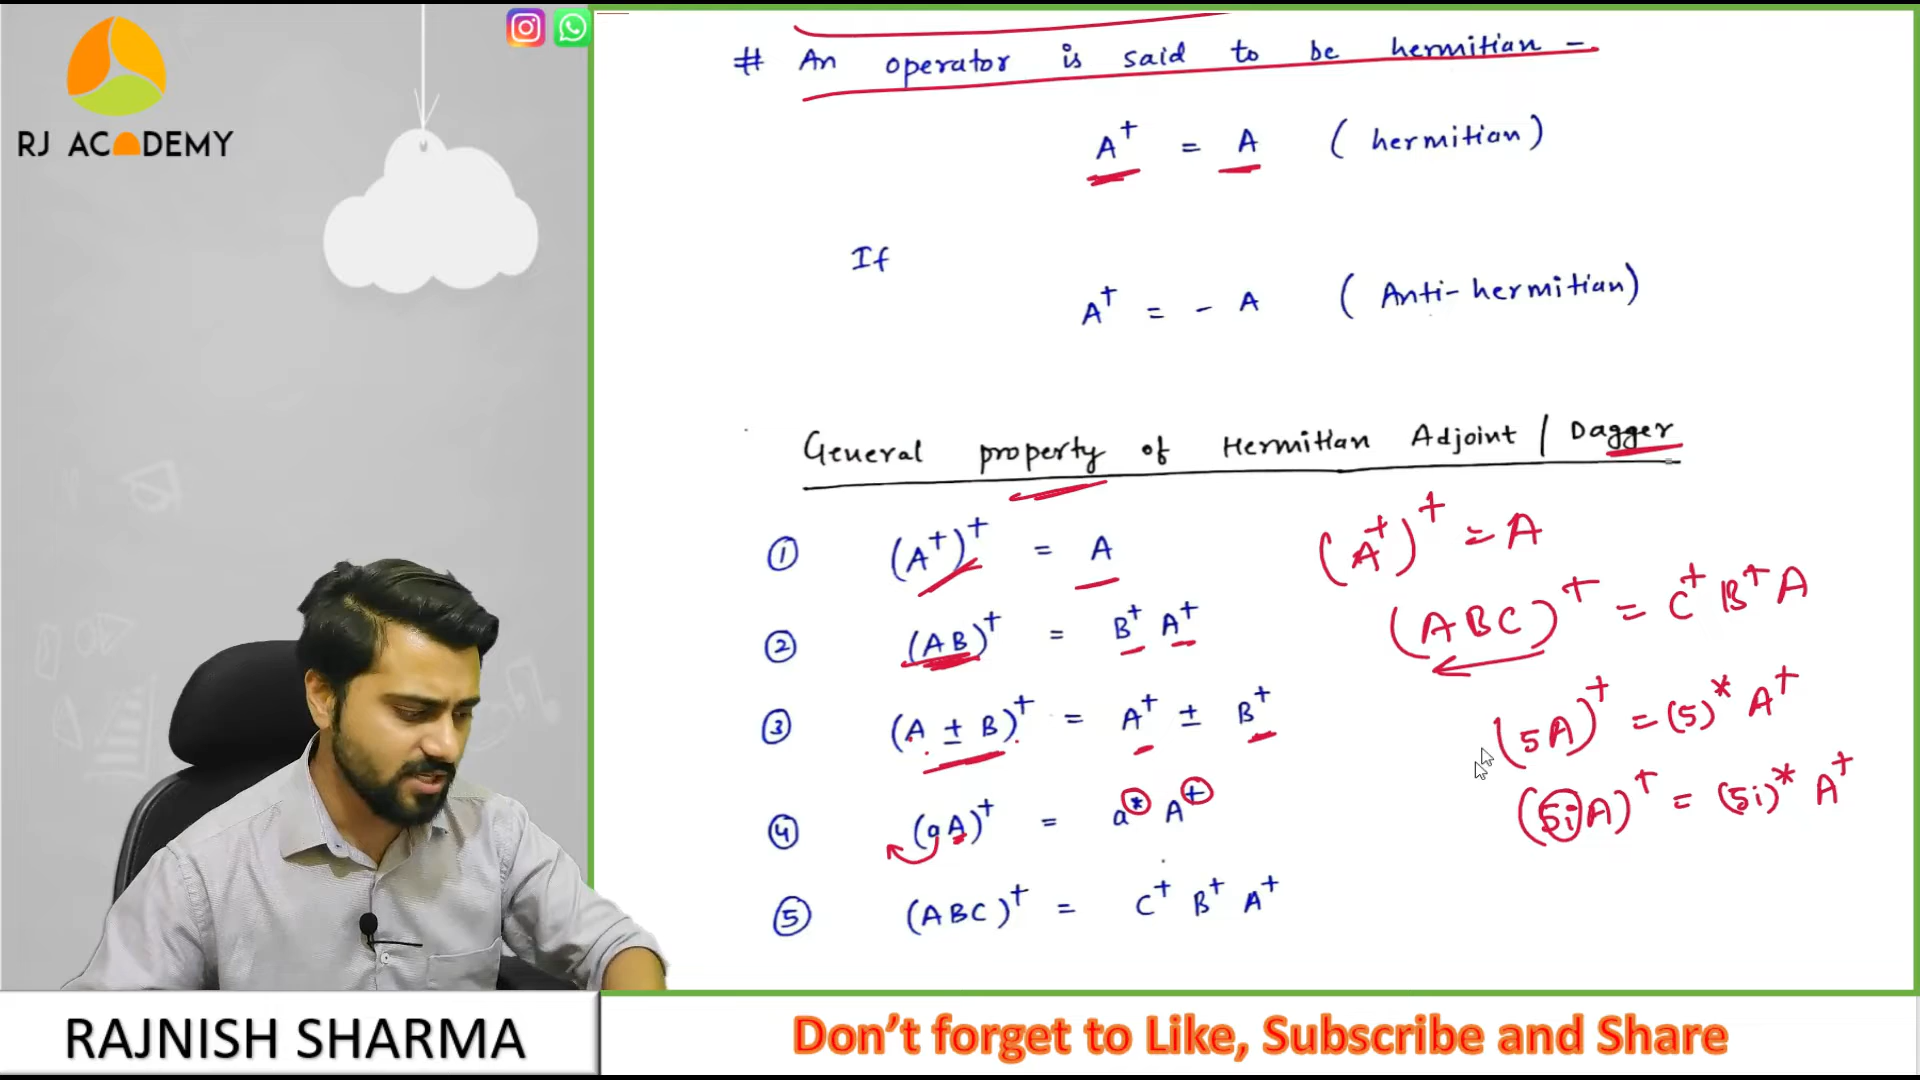 RJ ACADEMY
# An operator is said to be hermitian -
A† = A (hermitian)
If
A† = - A (Anti-hermitian)
General property of Hermitian Adjoint / Dagger
① (A†)† = A
(A†)† = A
② (AB)† = B† A†
(ABC)† = C† B† A
③ (A ± B)† = A† ± B†
(5A)† = (5)* A†
④ (aA)† = a* A†
(5iA)† = (5i)* A†
⑤ (ABC)† = C† B† A†
RAJNISH SHARMA
Don't forget to Like, Subscribe and Share